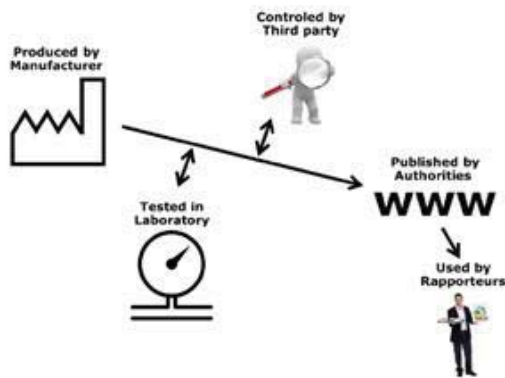 Controled by
Third party
Produced by
Manufacturer
Published by
Authorities
www
Tested in
Laboratory
Used by
Rapporteurs